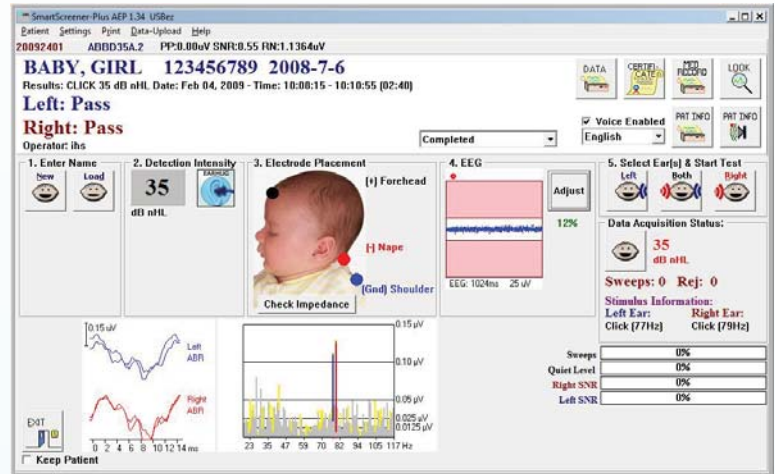 SmartScreener-Plus AEP 1.34 USBez
Patient Settings Print Data-Upload Help
20092401 ABBD35A.2 PP:0.00uV SNR:0.55 RN:1.1364uV
BABY, GIRL 123456789 2008-7-6
Results: CLICK 35 dB nHL Date: Feb 04, 2009 - Time: 10:08:15 - 10:10:55 (02:40)
Left: Pass
Right: Pass
Operator: ihs
Completed
DATA
CERTIFI-CATE
MED RECORD
LOOK
Voice Enabled
English
PAT INFO
PAT INFO
1. Enter Name
New Load
2. Detection Intensity
35
dB nHL
EARHUG
3. Electrode Placement
(+) Forehead
(-) Nape
(Gnd) Shoulder
Check Impedance
4. EEG
Adjust
12%
EEG: 1024ms 25 uV
5. Select Ear(s) & Start Test
Left Both Right
Data Acquisition Status:
35
dB nHL
Sweeps: 0 Rej: 0
Stimulus Information:
Left Ear: Right Ear:
Click (77Hz) Click (79Hz)
0.15 uV
Left
ABR
Right
ABR
0 2 4 6 8 10 12 14 ms
0.15 µV
0.10 µV
0.05 µV
0.025 uV
0.0125 µV
23 35 47 59 70 82 94 105 117 Hz
Sweeps 0%
Quiet Level 0%
Right SNR 0%
Left SNR 0%
EXIT
Keep Patient